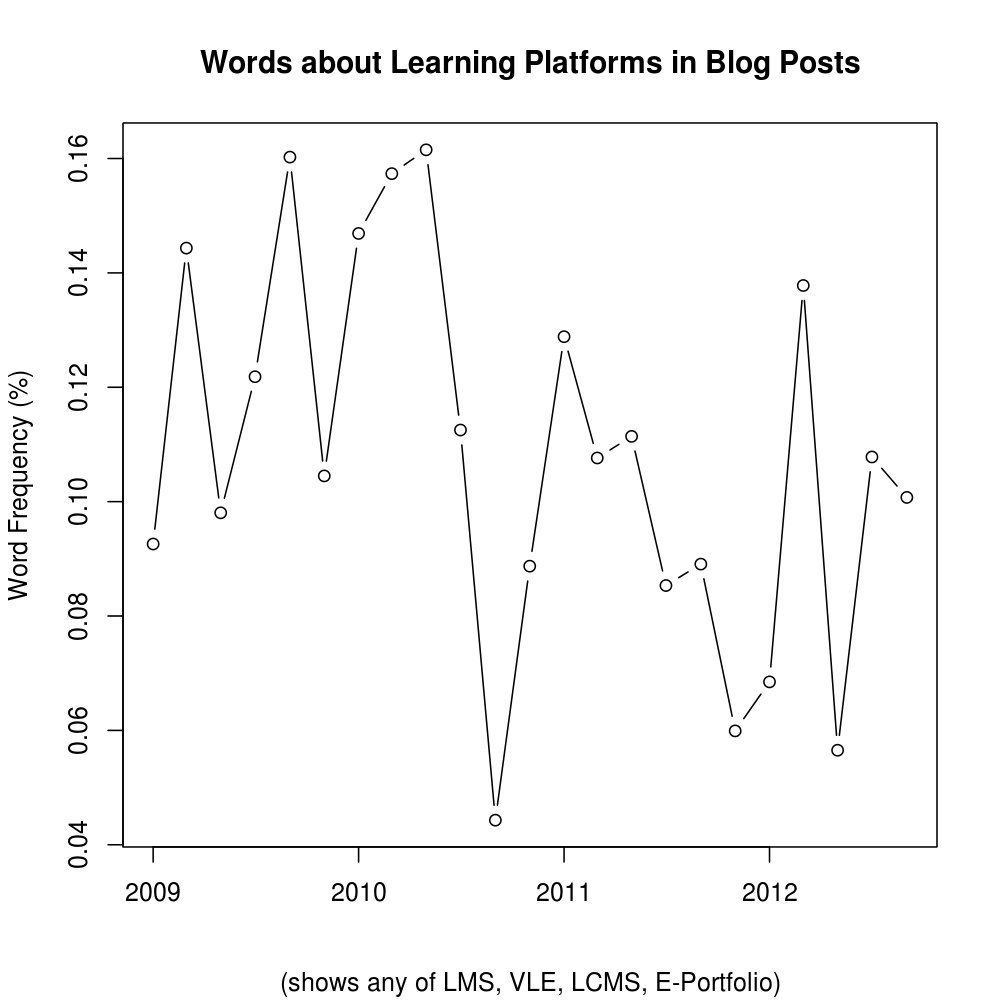 Words about Learning Platforms in Blog Posts
Word Frequency (%)
0.16
0.14
0.12
0.10
0.08
0.06
0.04
2009 2010 2011 2012
(shows any of LMS, VLE, LCMS, E-Portfolio)